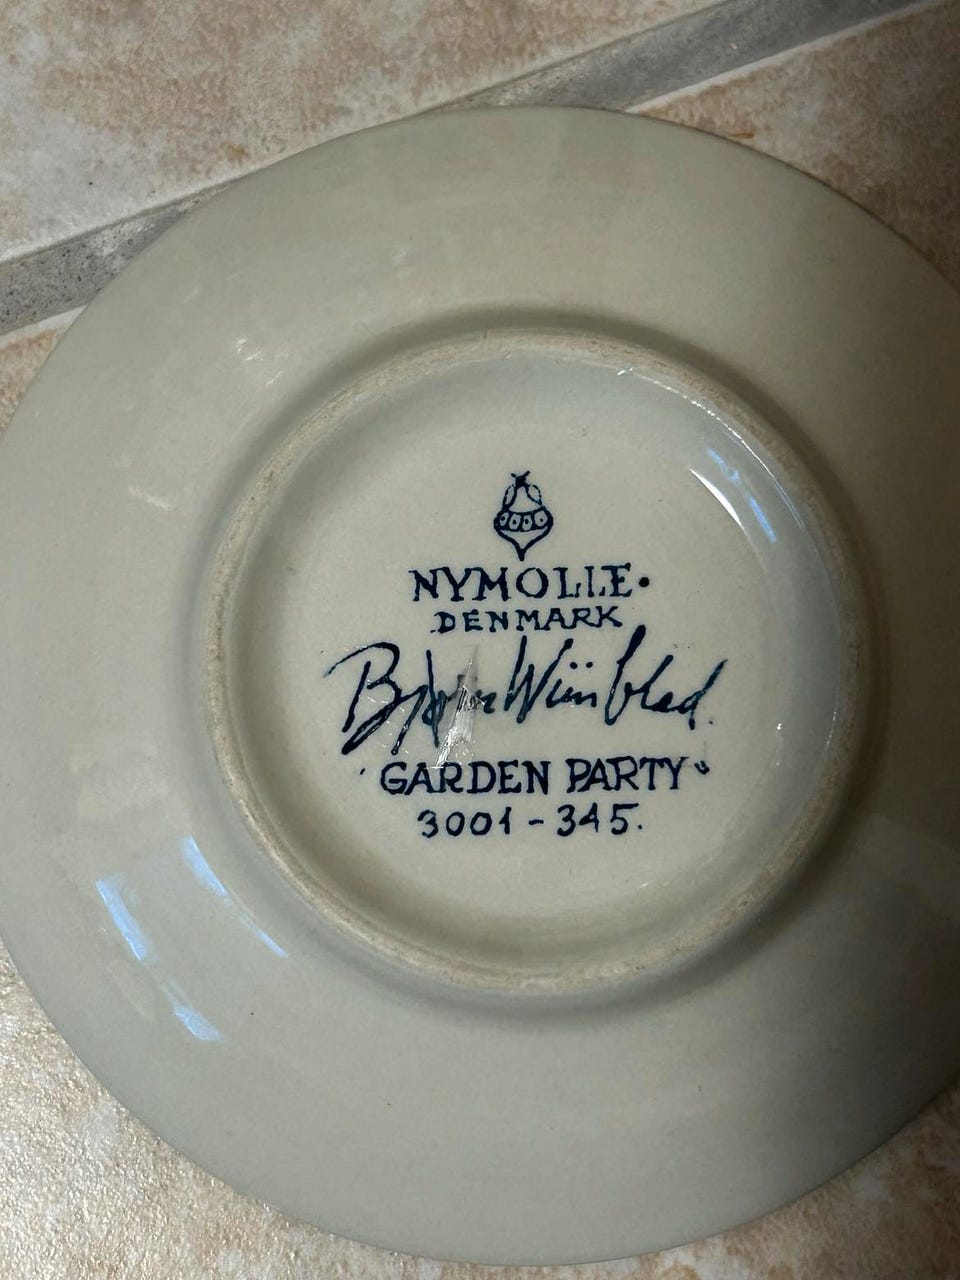 NYMOLLE.
DENMARK
Bjørn Wiinblad.
'GARDEN PARTY"
3001-345.